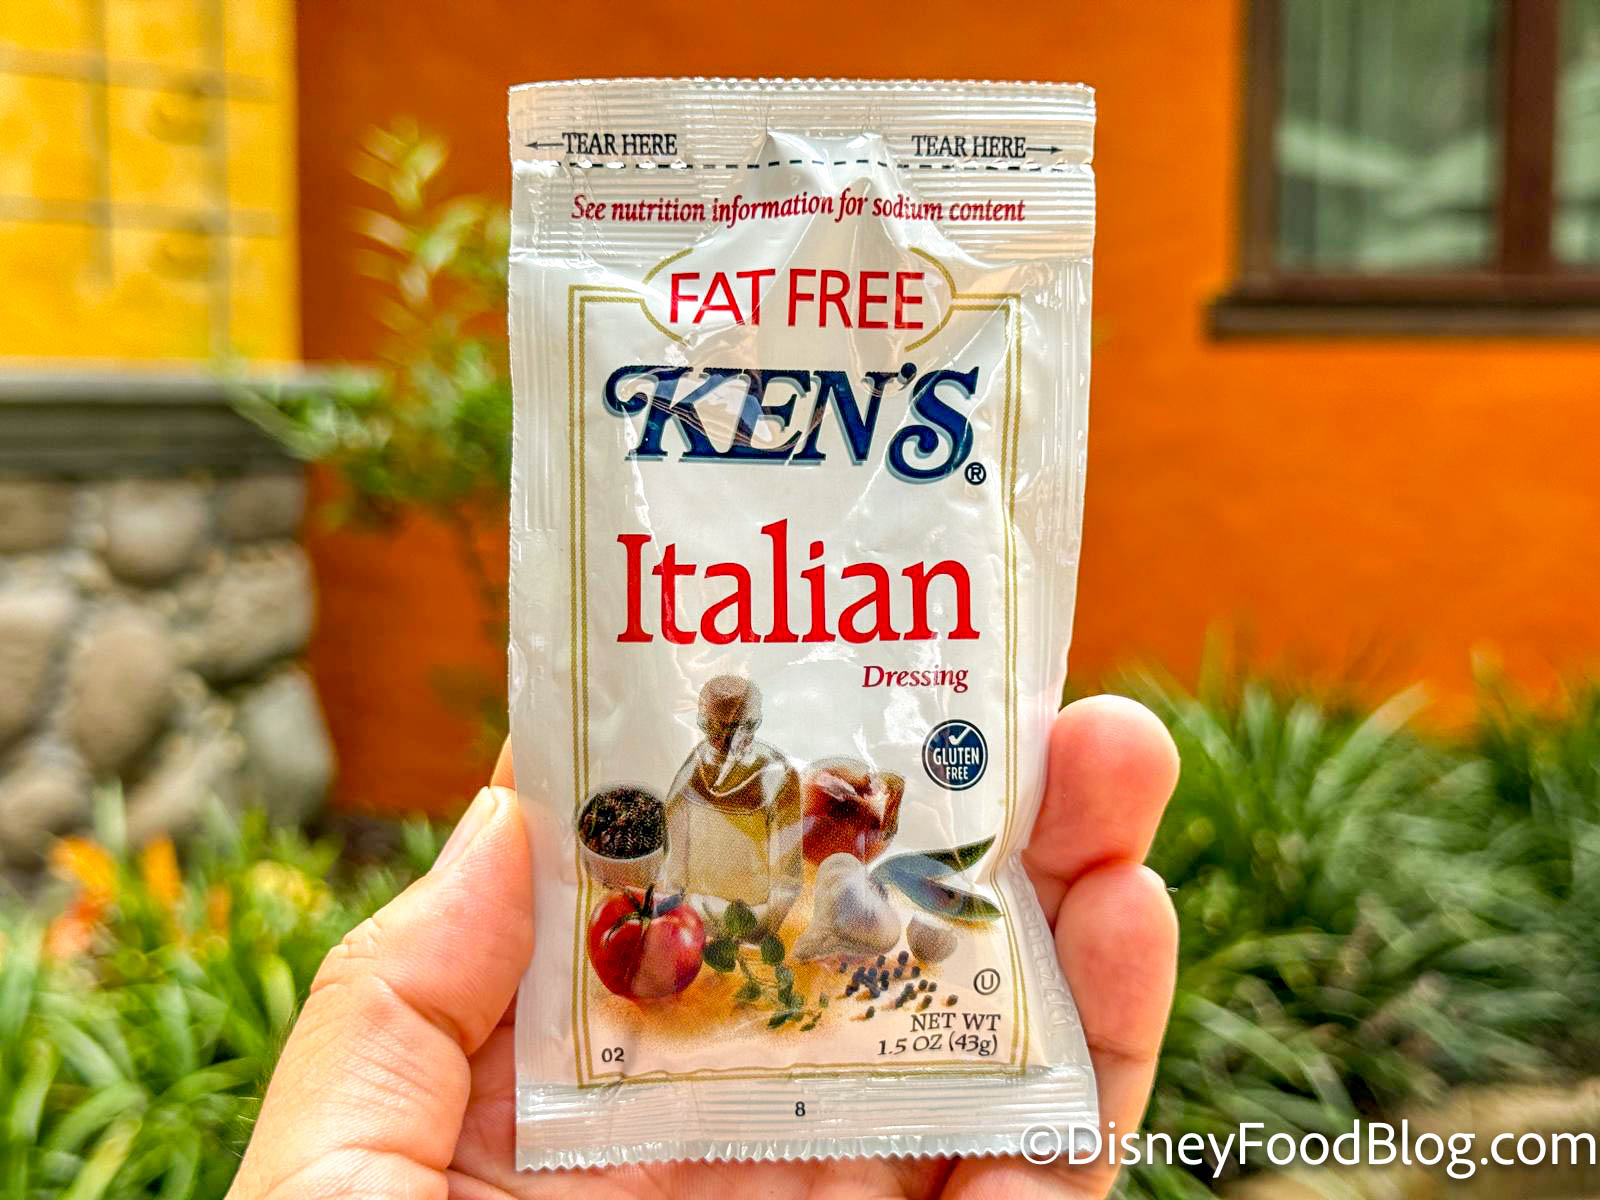 ←TEAR HERE TEAR HERE→
See nutrition information for sodium content
FAT FREE
KEN'S®
Italian
Dressing
GLUTEN
FREE
U
NET WT
1.5 OZ (43g)
02
8
©DisneyFoodBlog.com